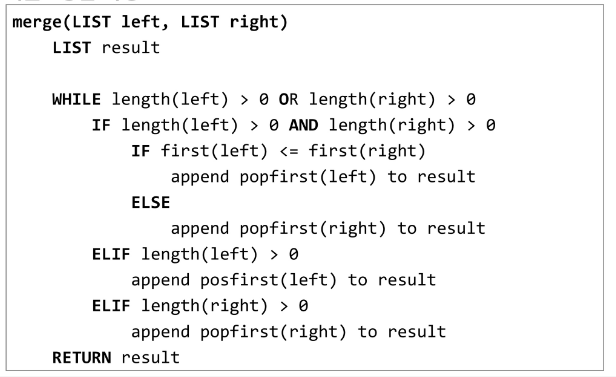 merge(LIST left, LIST right)
LIST result
WHILE length(left) > 0 OR length(right) > 0
IF length(left) > 0 AND length(right) > 0
IF first(left) <= first(right)
append popfirst(left) to result
ELSE
append popfirst(right) to result
ELIF length(left) > 0
append posfirst(left) to result
ELIF length(right) > 0
append popfirst(right) to result
RETURN result